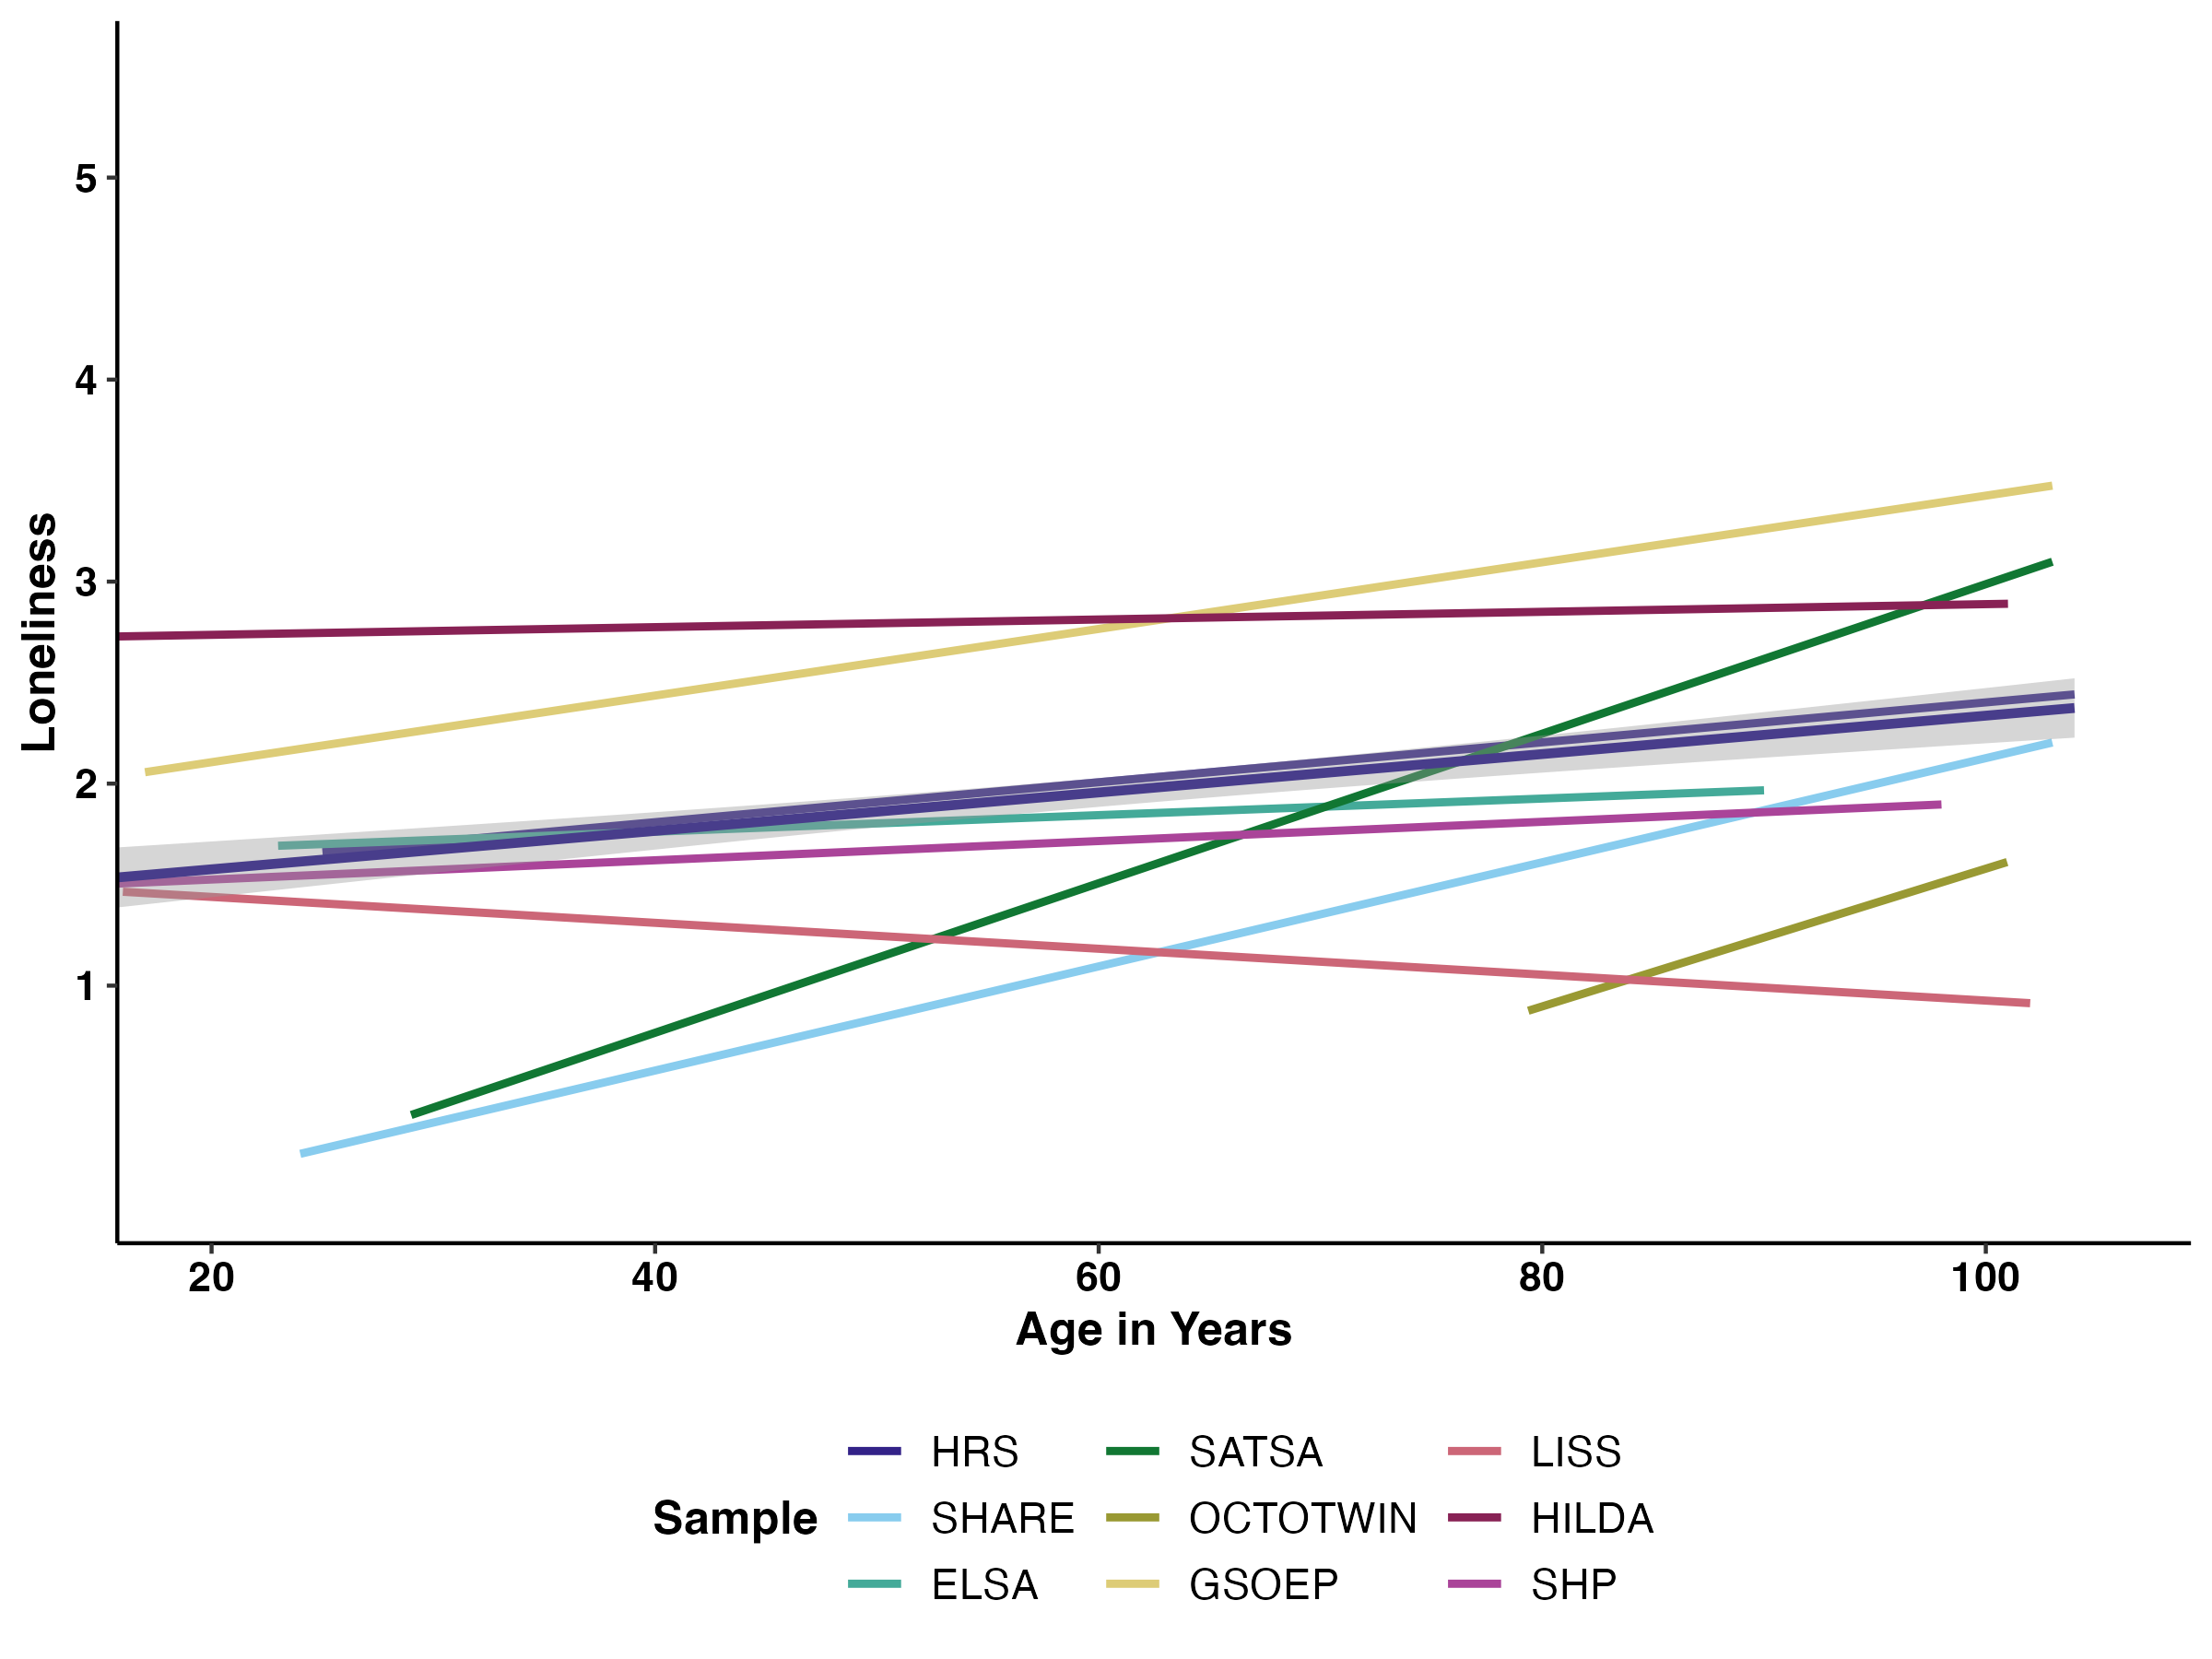 Loneliness
5
4
3
2
1
20 40 60 80 100
Age in Years
Sample
HRS SATSA LISS
SHARE OCTOTWIN HILDA
ELSA GSOEP SHP